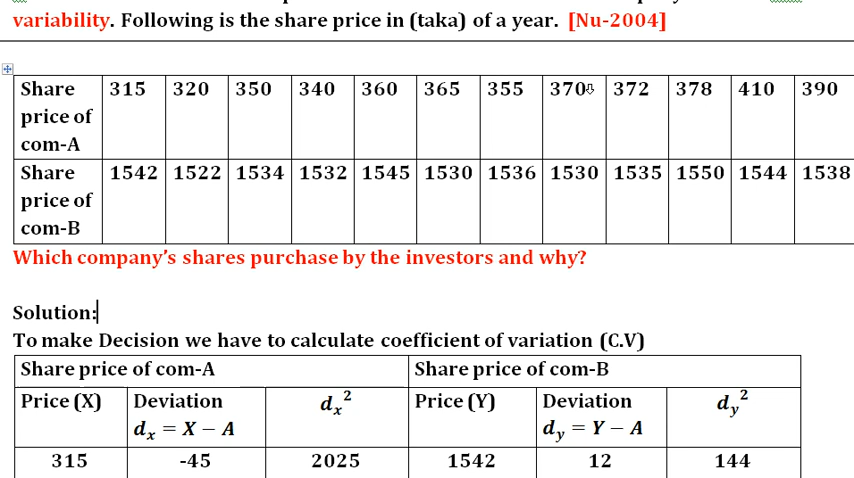 variability. Following is the share price in (taka) of a year. [Nu-2004]
Share price of com-A 315 320 350 340 360 365 355 370 372 378 410 390
Share price of com-B 1542 1522 1534 1532 1545 1530 1536 1530 1535 1550 1544 1538
Which company's shares purchase by the investors and why?
Solution:
To make Decision we have to calculate coefficient of variation (C.V)
Share price of com-A Share price of com-B
Price (X) Deviation dₓ = X − A dₓ² Price (Y) Deviation d_y = Y − A d_y²
315 -45 2025 1542 12 144